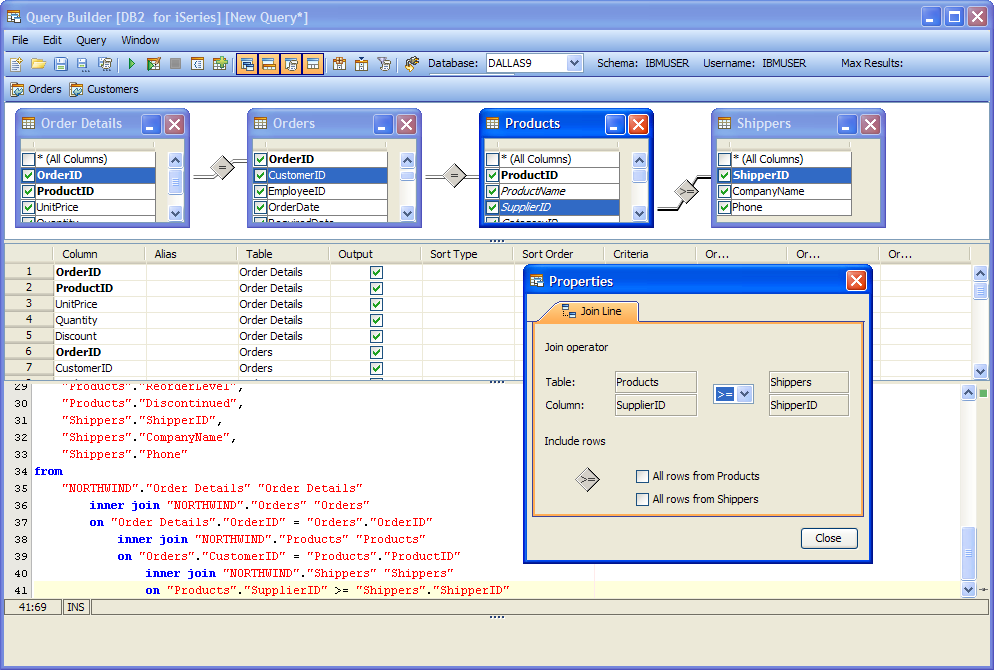 Query Builder [DB2 for iSeries] [New Query*]
File Edit Query Window
Database: DALLAS9 Schema: IBMUSER Username: IBMUSER Max Results:
Orders Customers
Order Details
* (All Columns)
OrderID
ProductID
UnitPrice
Quantity
=
Orders
OrderID
CustomerID
EmployeeID
OrderDate
RequiredDate
=
Products
* (All Columns)
ProductID
ProductName
SupplierID
CategoryID
>=
Shippers
* (All Columns)
ShipperID
CompanyName
Phone
Column Alias Table Output Sort Type Sort Order Criteria Or... Or... Or...
1 OrderID Order Details
2 ProductID Order Details
3 UnitPrice Order Details
4 Quantity Order Details
5 Discount Order Details
6 OrderID Orders
7 CustomerID Orders
29 "Products"."ReorderLevel",
30 "Products"."Discontinued",
31 "Shippers"."ShipperID",
32 "Shippers"."CompanyName",
33 "Shippers"."Phone"
34 from
35 "NORTHWIND"."Order Details" "Order Details"
36 inner join "NORTHWIND"."Orders" "Orders"
37 on "Order Details"."OrderID" = "Orders"."OrderID"
38 inner join "NORTHWIND"."Products" "Products"
39 on "Orders"."CustomerID" = "Products"."ProductID"
40 inner join "NORTHWIND"."Shippers" "Shippers"
41 on "Products"."SupplierID" >= "Shippers"."ShipperID"
41:69 INS
Properties
Join Line
Join operator
Table: Products >= Shippers
Column: SupplierID ShipperID
Include rows
>=
All rows from Products
All rows from Shippers
Close